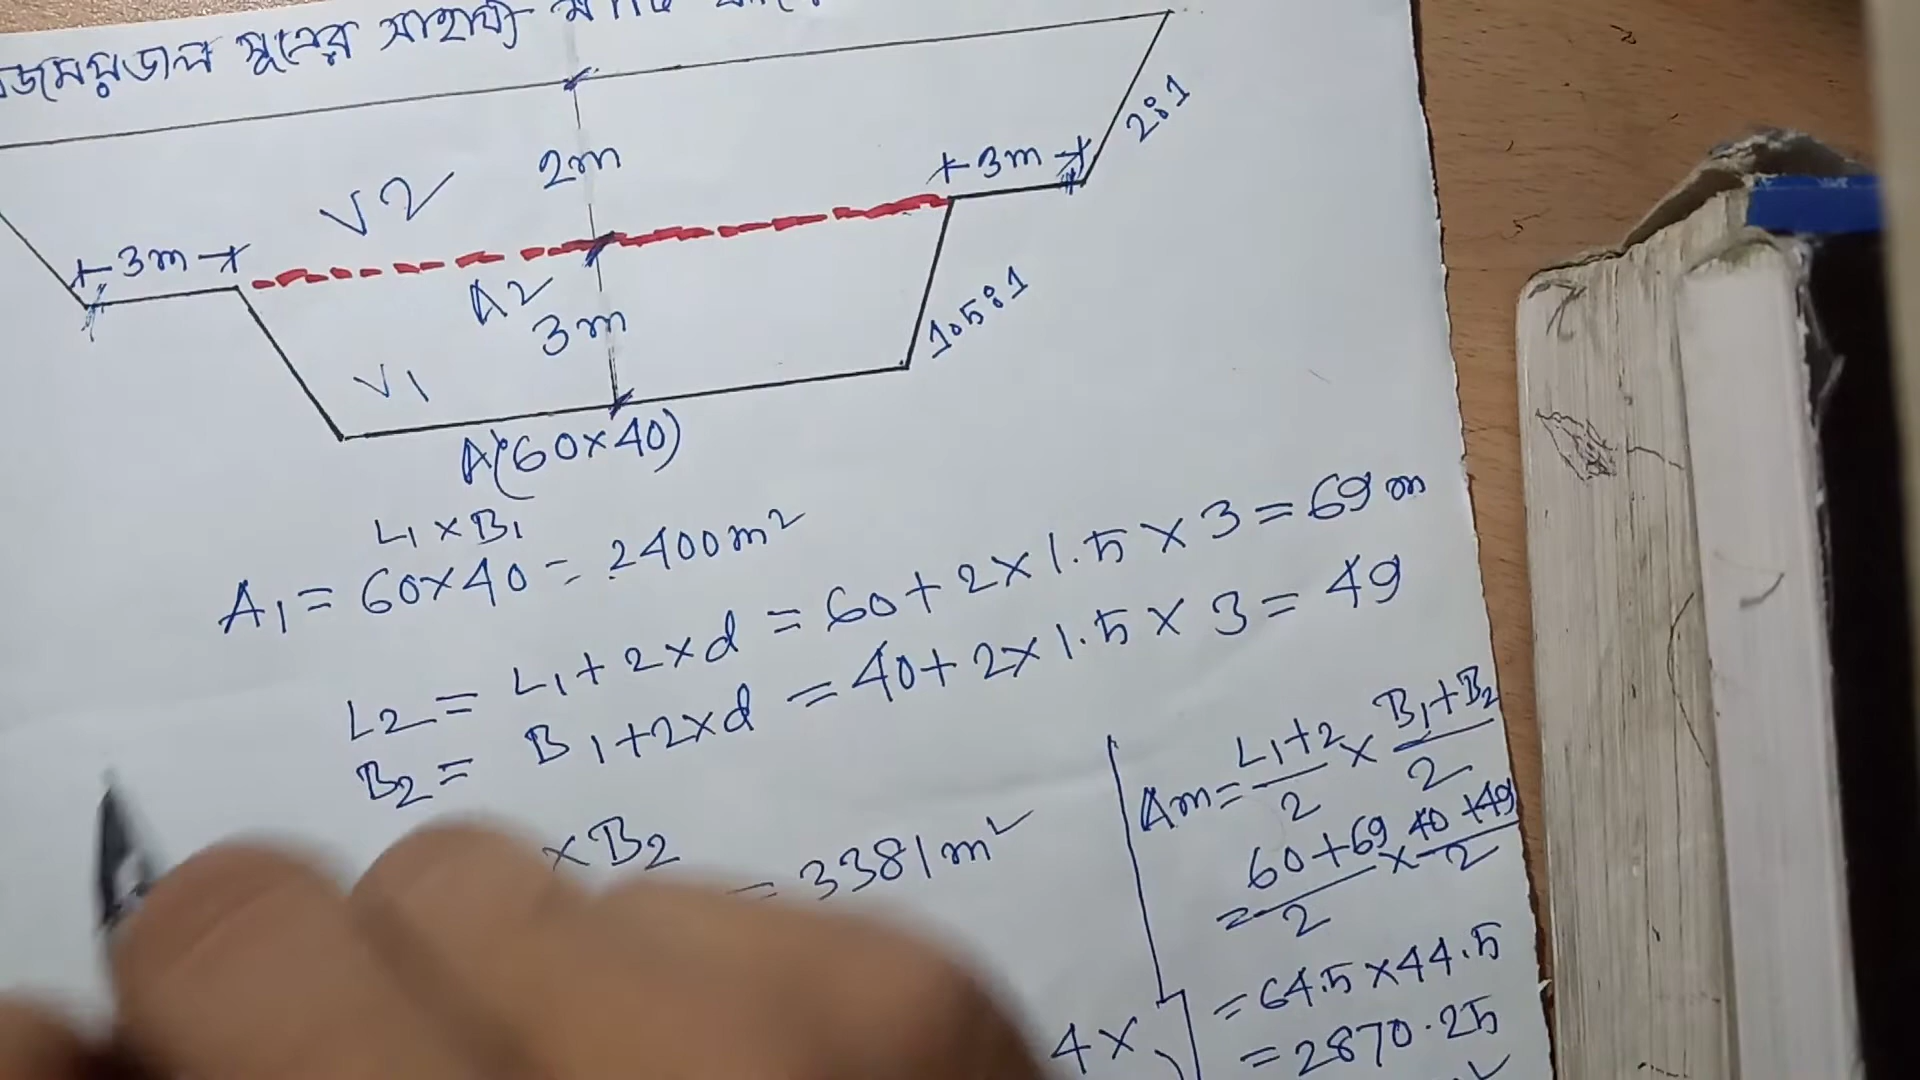 সূত্রের সাহায্য
2:1
2m
3m
V2
3m
A2
3m
1.5:1
V1
A(60×40)
L1 × B1
A1 = 60×40 = 2400m²
L2 = L1 + 2×d = 60 + 2×1.5×3 = 69m
B2 = B1 + 2×d = 40 + 2×1.5×3 = 49
×B2
= 3381m²
Am = L1+2/2 × B1+B2/2
= 60+69/2 × 40+49/2
= 64.5×44.5
= 2870.25
4×